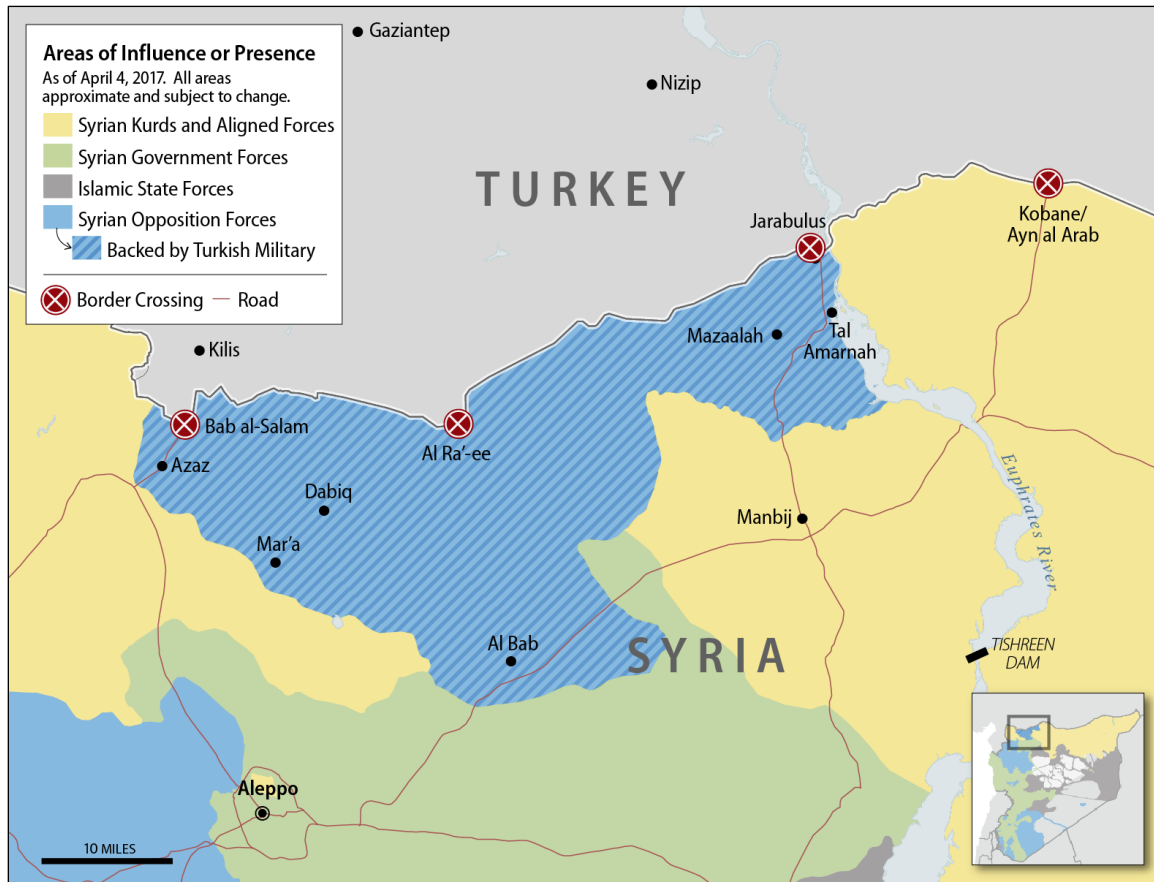 Areas of Influence or Presence
As of April 4, 2017. All areas
approximate and subject to change.
Syrian Kurds and Aligned Forces
Syrian Government Forces
Islamic State Forces
Syrian Opposition Forces
Backed by Turkish Military
Border Crossing
Road
Gaziantep
Nizip
TURKEY
Jarabulus
Kobane/
Ayn al Arab
Mazaalah
Tal
Amarnah
Kilis
Bab al-Salam
Al Ra'-ee
Azaz
Dabiq
Mar'a
Manbij
Euphrates River
Al Bab
SYRIA
TISHREEN
DAM
Aleppo
10 MILES